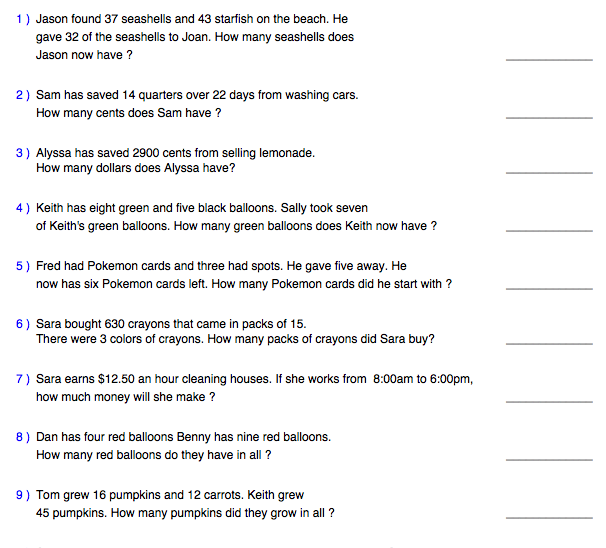 1 ) Jason found 37 seashells and 43 starfish on the beach. He
gave 32 of the seashells to Joan. How many seashells does
Jason now have ?
2 ) Sam has saved 14 quarters over 22 days from washing cars.
How many cents does Sam have ?
3 ) Alyssa has saved 2900 cents from selling lemonade.
How many dollars does Alyssa have?
4 ) Keith has eight green and five black balloons. Sally took seven
of Keith's green balloons. How many green balloons does Keith now have ?
5 ) Fred had Pokemon cards and three had spots. He gave five away. He
now has six Pokemon cards left. How many Pokemon cards did he start with ?
6 ) Sara bought 630 crayons that came in packs of 15.
There were 3 colors of crayons. How many packs of crayons did Sara buy?
7 ) Sara earns $12.50 an hour cleaning houses. If she works from 8:00am to 6:00pm,
how much money will she make ?
8 ) Dan has four red balloons Benny has nine red balloons.
How many red balloons do they have in all ?
9 ) Tom grew 16 pumpkins and 12 carrots. Keith grew
45 pumpkins. How many pumpkins did they grow in all ?